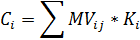 C_i = ∑ MV_ij * K_i